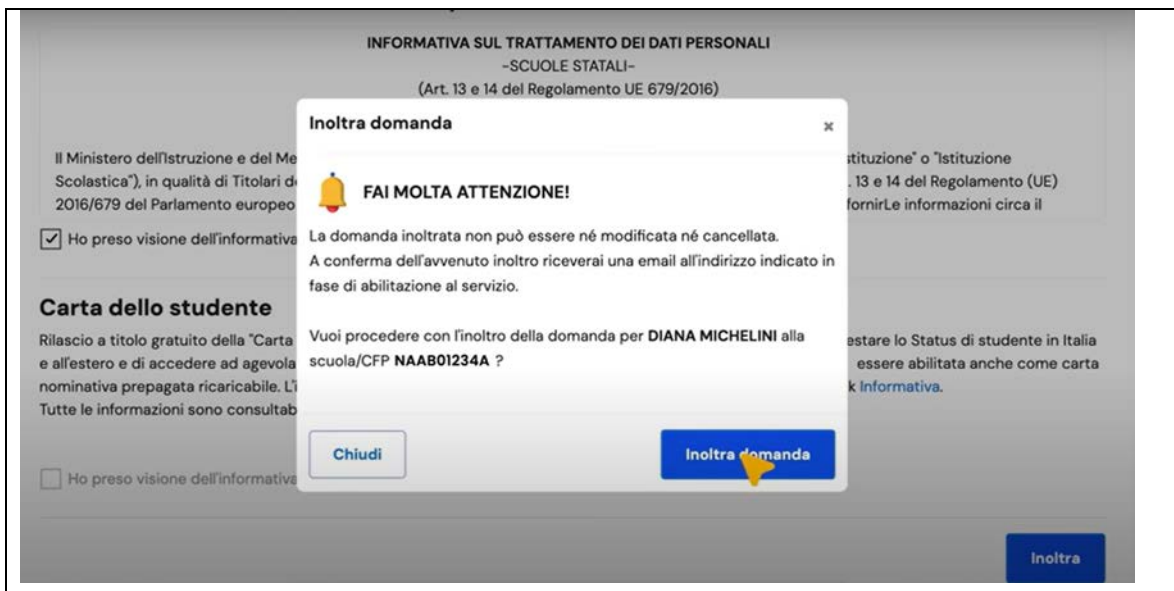 INFORMATIVA SUL TRATTAMENTO DEI DATI PERSONALI
-SCUOLE STATALI-
(Art. 13 e 14 del Regolamento UE 679/2016)
Inoltra domanda
Il Ministero dell'Istruzione e del Me
stituzione" o "Istituzione
Scolastica"), in qualità di Titolari d
. 13 e 14 del Regolamento (UE)
2016/679 del Parlamento europeo
fornirLe informazioni circa il
FAI MOLTA ATTENZIONE!
Ho preso visione dell'informativa
La domanda inoltrata non può essere né modificata né cancellata.
A conferma dell'avvenuto inoltro riceverai una email all'indirizzo indicato in
fase di abilitazione al servizio.
Vuoi procedere con l'inoltro della domanda per DIANA MICHELINI alla
scuola/CFP NAAB01234A ?
Carta dello studente
Rilascio a titolo gratuito della "Carta
estare lo Status di studente in Italia
e all'estero e di accedere ad agevola
essere abilitata anche come carta
nominativa prepagata ricaricabile. L'i
k Informativa.
Tutte le informazioni sono consultab
Chiudi
Inoltra domanda
Ho preso visione dell'informativa
Inoltra